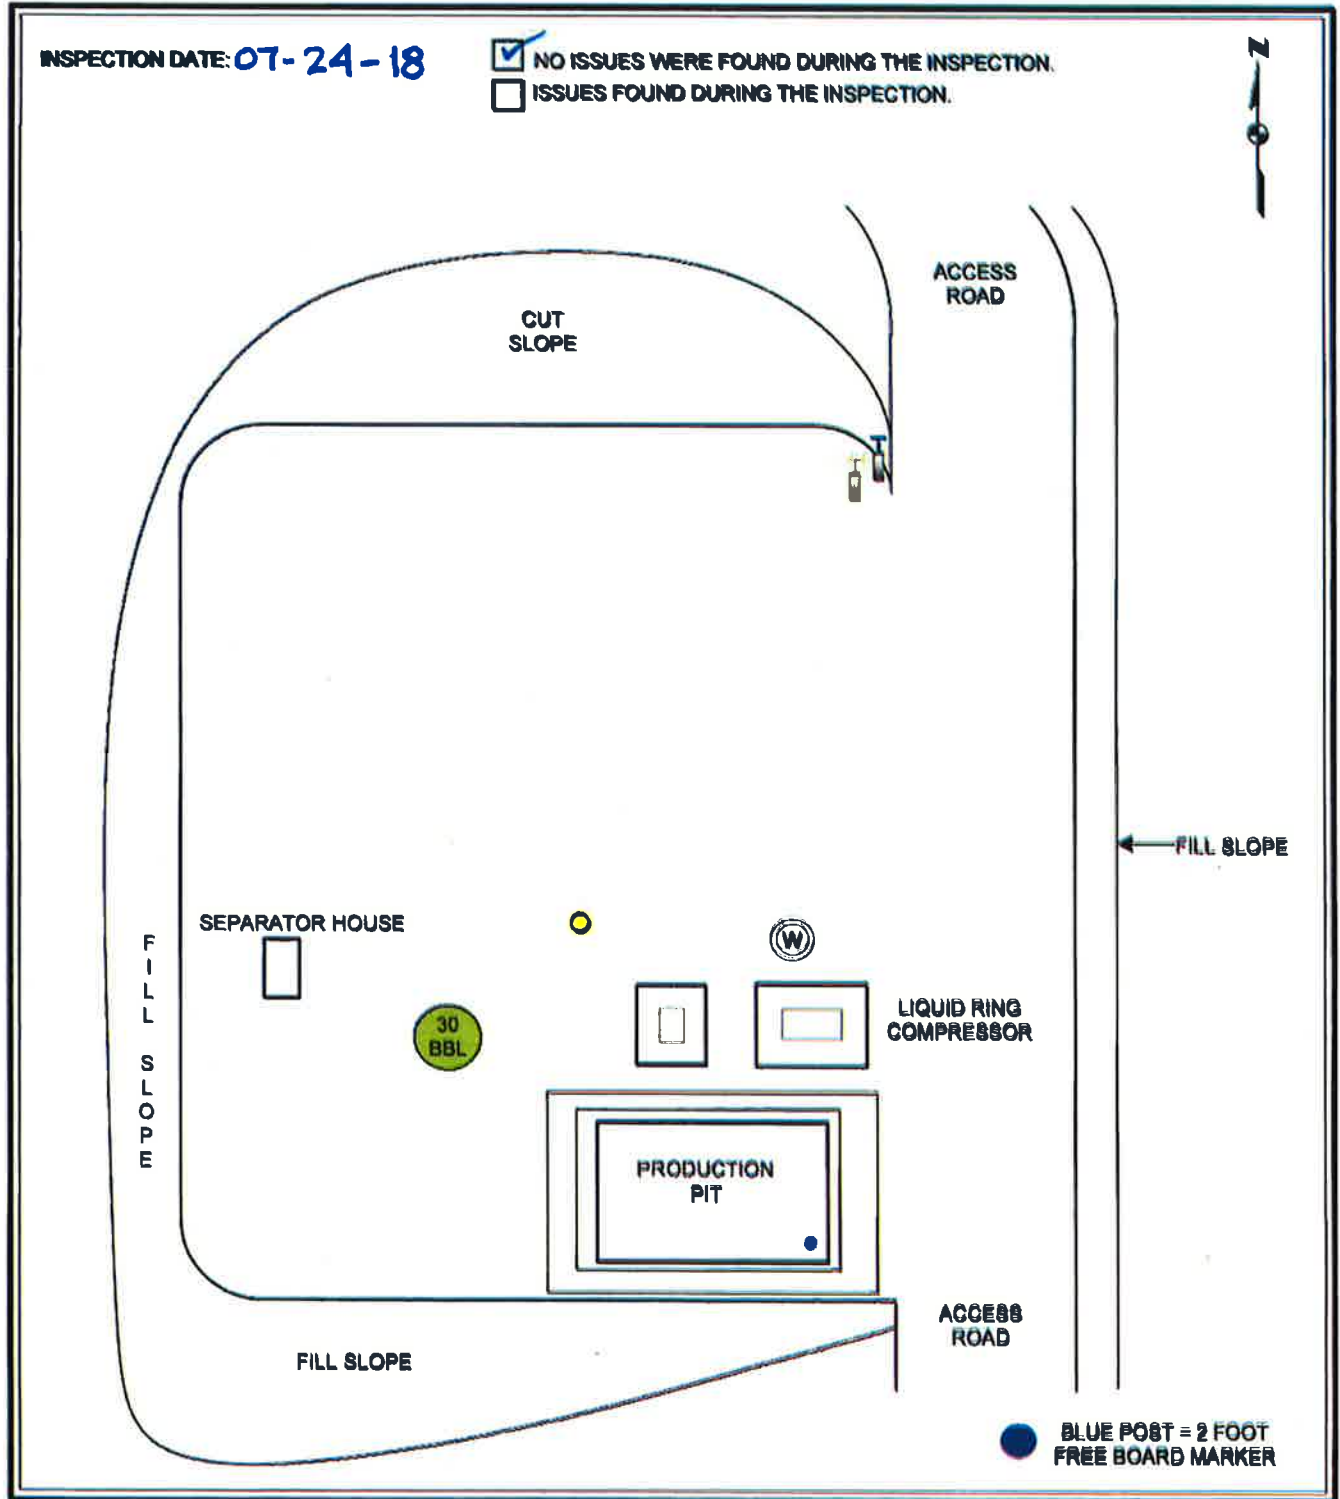 INSPECTION DATE: 07-24-18
NO ISSUES WERE FOUND DURING THE INSPECTION.
ISSUES FOUND DURING THE INSPECTION.
N
ACCESS
ROAD
CUT
SLOPE
W
FILL SLOPE
SEPARATOR HOUSE
W
FILL SLOPE
30
BBL
LIQUID RING
COMPRESSOR
PRODUCTION
PIT
ACCESS
ROAD
FILL SLOPE
BLUE POST = 2 FOOT
FREE BOARD MARKER